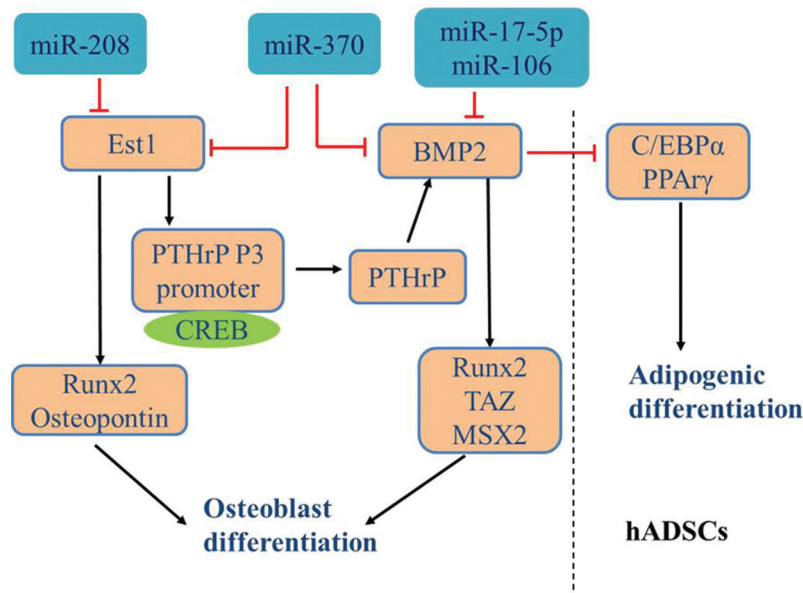 miR-208
miR-370
miR-17-5p
miR-106
Est1
BMP2
C/EBPα
PPArγ
PTHrP P3
promoter
CREB
PTHrP
Runx2
Osteopontin
Runx2
TAZ
MSX2
Adipogenic
differentiation
Osteoblast
differentiation
hADSCs